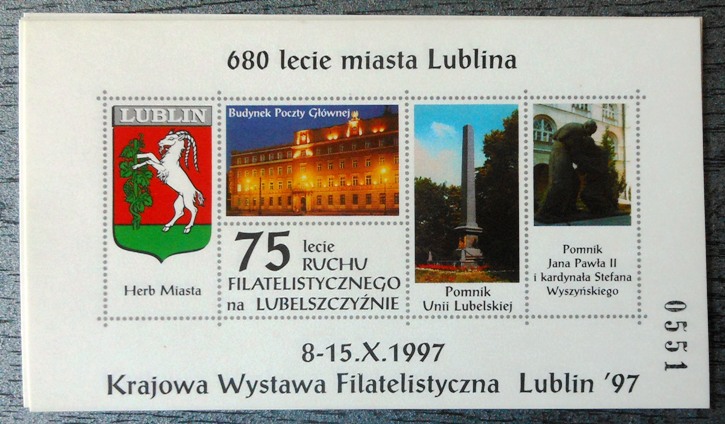 680 lecie miasta Lublina
LUBLIN
Herb Miasta
Budynek Poczty Głównej
75 lecie
RUCHU
FILATELISTYCZNEGO
na LUBELSZCZYŹNIE
Pomnik
Unii Lubelskiej
Pomnik
Jana Pawła II
i kardynała Stefana
Wyszyńskiego
0551
8-15.X.1997
Krajowa Wystawa Filatelistyczna Lublin '97